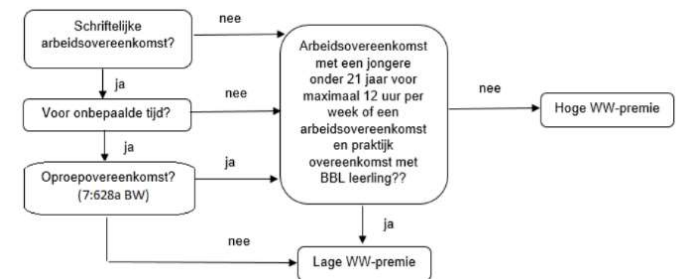 Schriftelijke
arbeidsovereenkomst?
nee
ja
Voor onbepaalde tijd?
nee
ja
Oproepovereenkomst?
(7:628a BW)
ja
nee
Arbeidsovereenkomst
met een jongere
onder 21 jaar voor
maximaal 12 uur per
week of een
arbeidsovereenkomst
en praktijk
overeenkomst met
BBL leerling??
nee
Hoge WW-premie
ja
Lage WW-premie